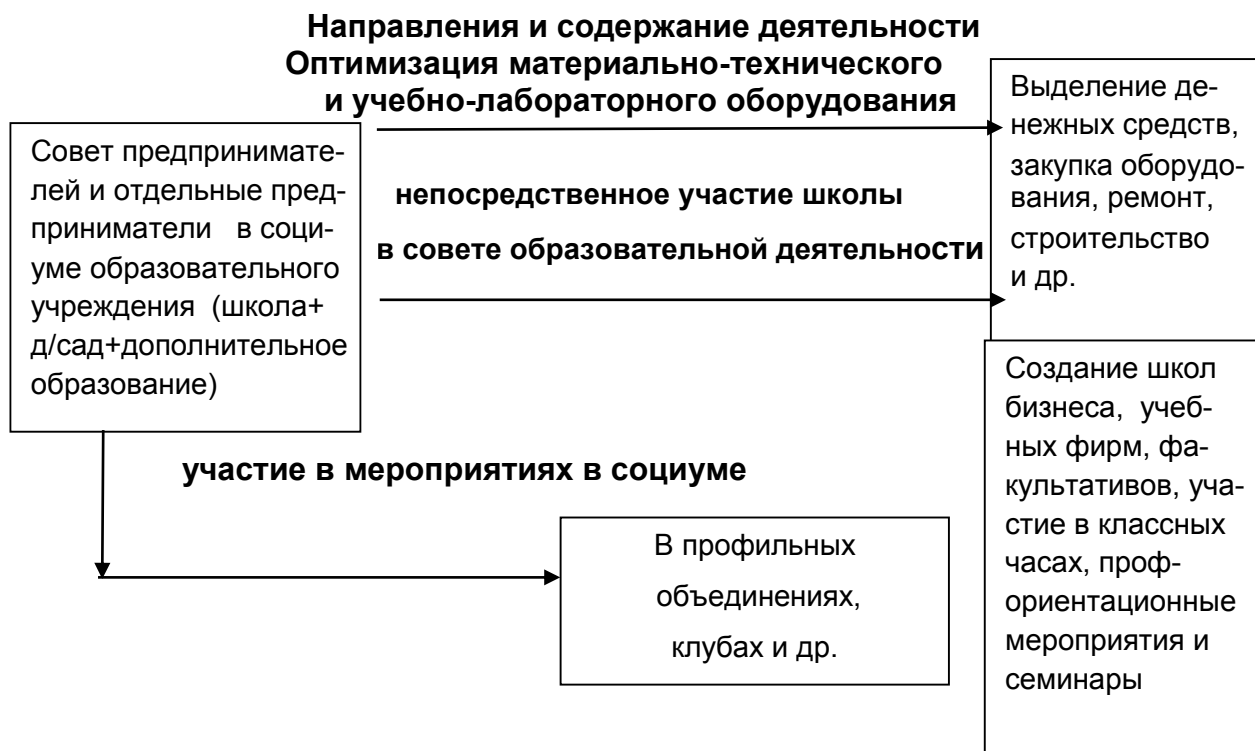 Направления и содержание деятельности
Оптимизация материально-технического
и учебно-лабораторного оборудования
Совет предпринимате-
лей и отдельные пред-
приниматели в соци-
уме образовательного
учреждения (школа+
д/сад+дополнительное
образование)
непосредственное участие школы
в совете образовательной деятельности
Выделение де-
нежных средств,
закупка оборудо-
вания, ремонт,
строительство
и др.
Создание школ
бизнеса, учеб-
ных фирм, фа-
культативов, уча-
стие в классных
часах, проф-
ориентационные
мероприятия и
семинары
участие в мероприятиях в социуме
В профильных
объединениях,
клубах и др.